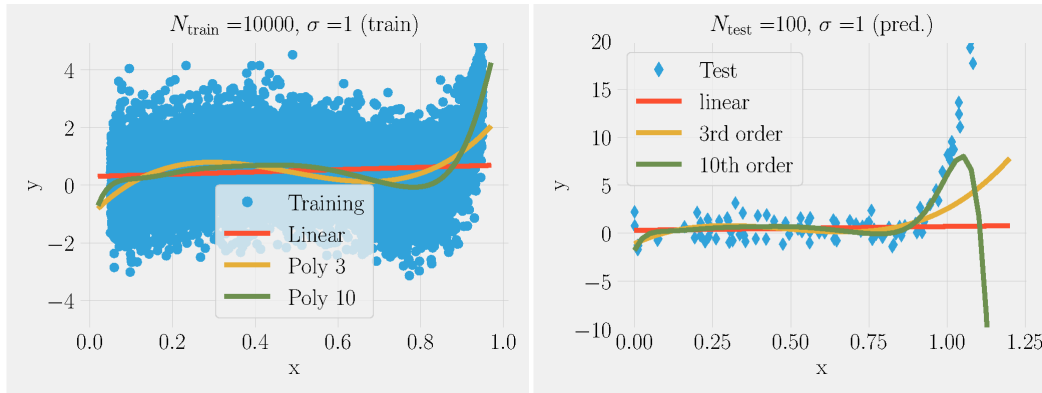 N_train =10000, σ =1 (train)
4
2
0
−2
−4
y
0.0 0.2 0.4 0.6 0.8 1.0
x
Training
Linear
Poly 3
Poly 10
N_test =100, σ =1 (pred.)
20
15
10
5
0
−5
−10
y
0.00 0.25 0.50 0.75 1.00 1.25
x
Test
linear
3rd order
10th order